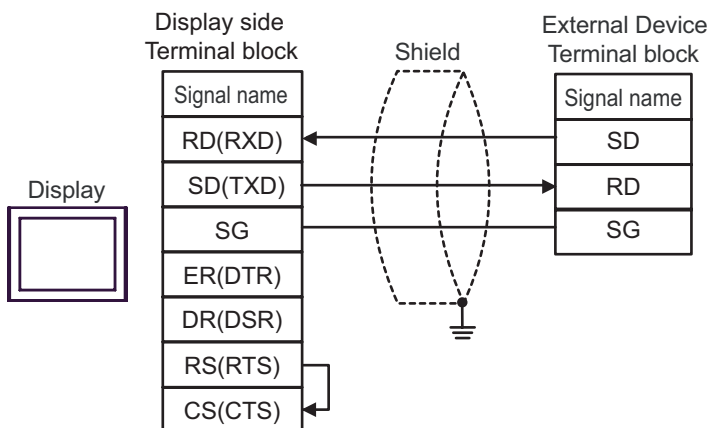 Display side
Terminal block
Shield
External Device
Terminal block
Signal name
Signal name
RD(RXD)
SD
SD(TXD)
RD
Display
SG
SG
ER(DTR)
DR(DSR)
RS(RTS)
CS(CTS)